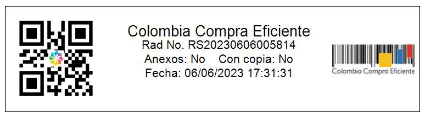 Colombia Compra Eficiente
Rad No. RS20230606005814
Anexos: No Con copia: No
Fecha: 06/06/2023 17:31:31
Colombia Compra Eficiente